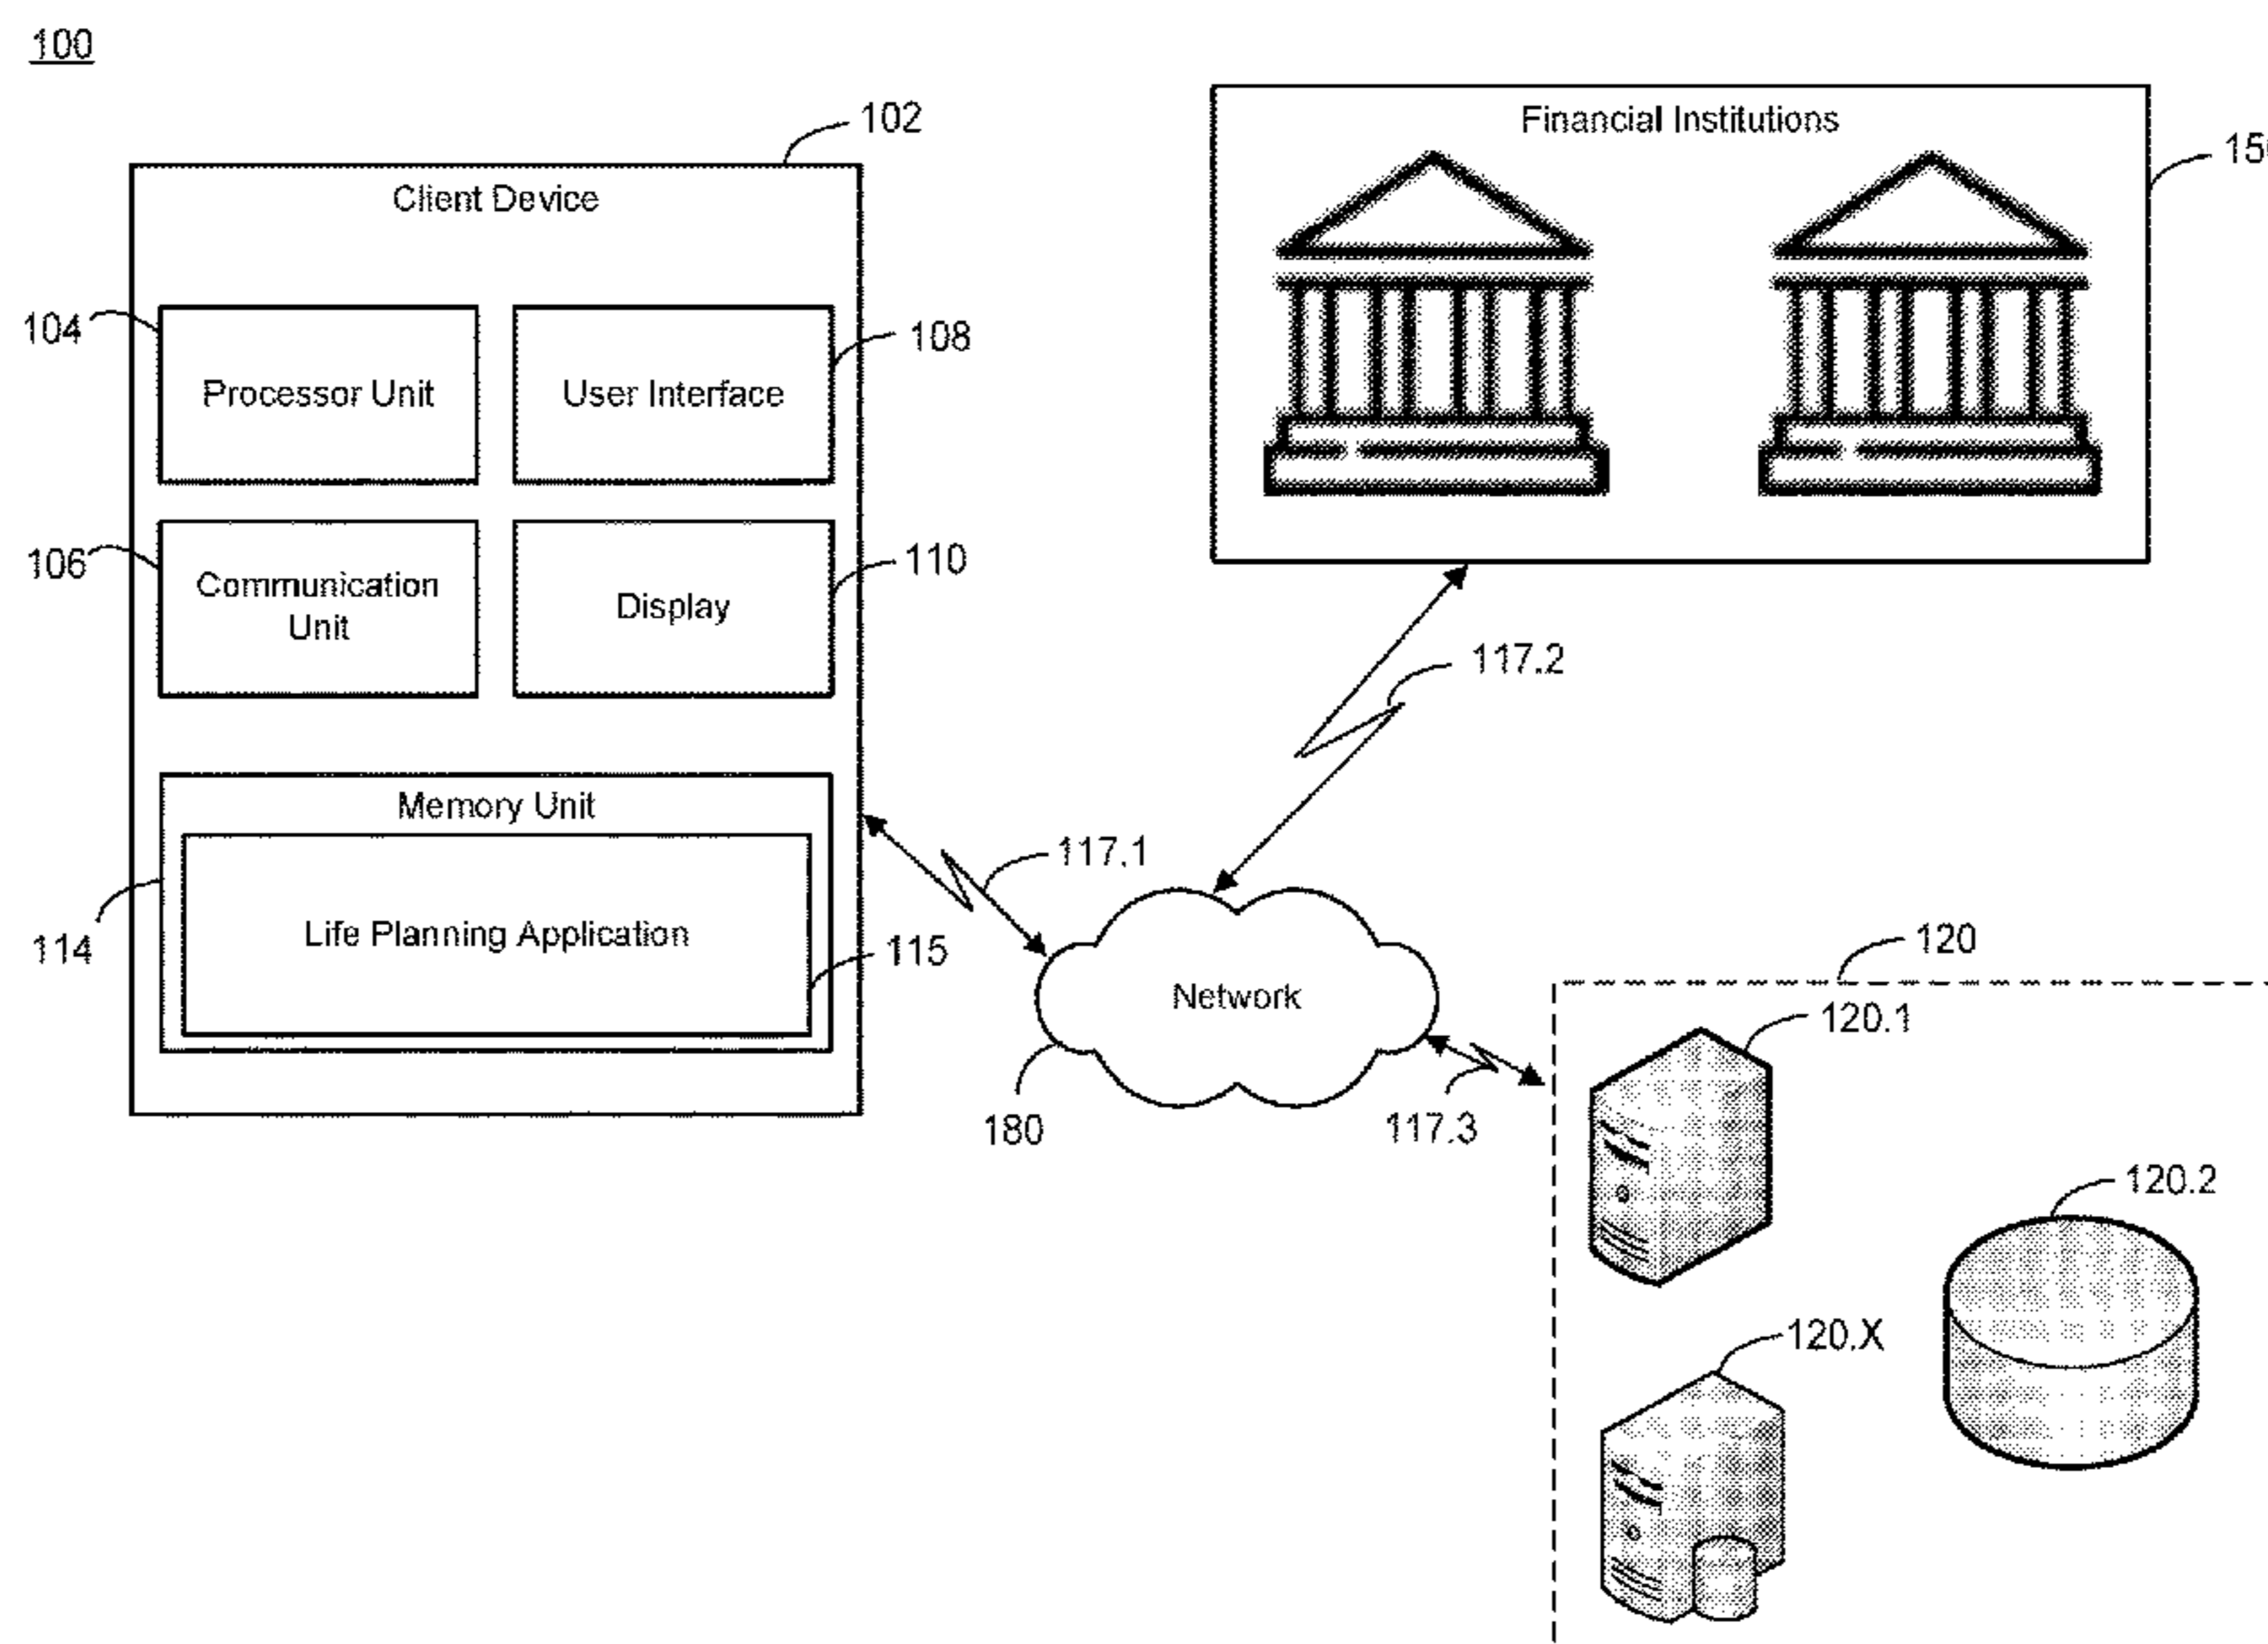 100
102
Client Device
Financial Institutions
104
Processor Unit
User Interface
108
106
Communication
Unit
Display
110
117.2
Memory Unit
117.1
114
Life Planning Application
115
Network
120
120.1
180
117.3
120.2
120.X